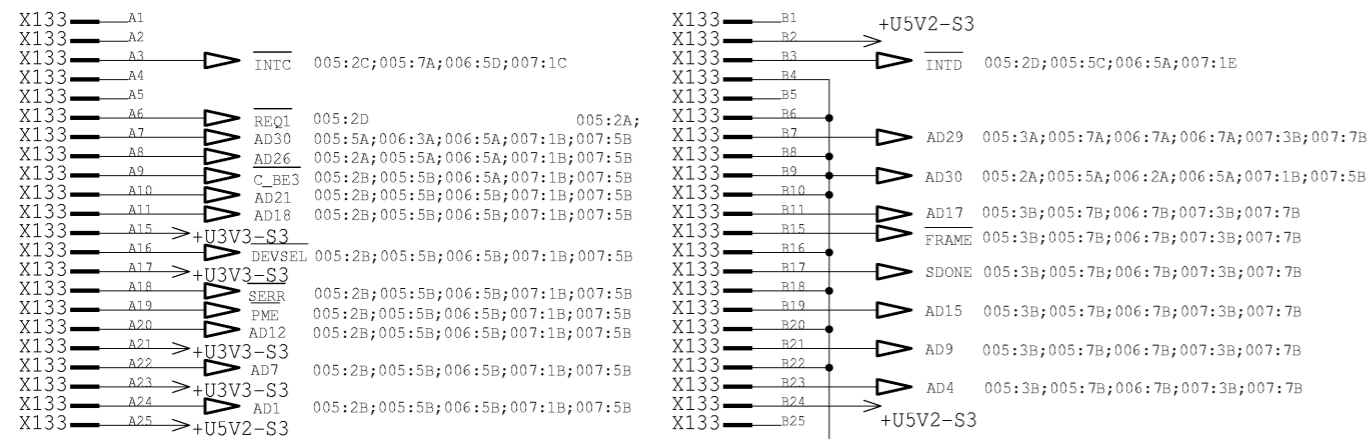 X133 A1
X133 A2
X133 A3 INTC 005:2C;005:7A;006:5D;007:1C
X133 A4
X133 A5
X133 A6 REQ1 005:2D 005:2A;
X133 A7 AD30 005:5A;006:3A;006:5A;007:1B;007:5B
X133 A8 AD26 005:2A;005:5A;006:5A;007:1B;007:5B
X133 A9 C_BE3 005:2B;005:5B;006:5A;007:1B;007:5B
X133 A10 AD21 005:2B;005:5B;006:5B;007:1B;007:5B
X133 A11 AD18 005:2B;005:5B;006:5B;007:1B;007:5B
X133 A15 +U3V3-S3
X133 A16 DEVSEL 005:2B;005:5B;006:5B;007:1B;007:5B
X133 A17 +U3V3-S3
X133 A18 SERR 005:2B;005:5B;006:5B;007:1B;007:5B
X133 A19 PME 005:2B;005:5B;006:5B;007:1B;007:5B
X133 A20 AD12 005:2B;005:5B;006:5B;007:1B;007:5B
X133 A21 +U3V3-S3
X133 A22 AD7 005:2B;005:5B;006:5B;007:1B;007:5B
X133 A23 +U3V3-S3
X133 A24 AD1 005:2B;005:5B;006:5B;007:1B;007:5B
X133 A25 +U5V2-S3
X133 B1
X133 B2 +U5V2-S3
X133 B3 INTD 005:2D;005:5C;006:5A;007:1E
X133 B4
X133 B5
X133 B6
X133 B7 AD29 005:3A;005:7A;006:7A;006:7A;007:3B;007:7B
X133 B8
X133 B9 AD30 005:2A;005:5A;006:2A;006:5A;007:1B;007:5B
X133 B10
X133 B11 AD17 005:3B;005:7B;006:7B;007:3B;007:7B
X133 B15 FRAME 005:3B;005:7B;006:7B;007:3B;007:7B
X133 B16
X133 B17 SDONE 005:3B;005:7B;006:7B;007:3B;007:7B
X133 B18
X133 B19 AD15 005:3B;005:7B;006:7B;007:3B;007:7B
X133 B20
X133 B21 AD9 005:3B;005:7B;006:7B;007:3B;007:7B
X133 B22
X133 B23 AD4 005:3B;005:7B;006:7B;007:3B;007:7B
X133 B24 +U5V2-S3
X133 B25